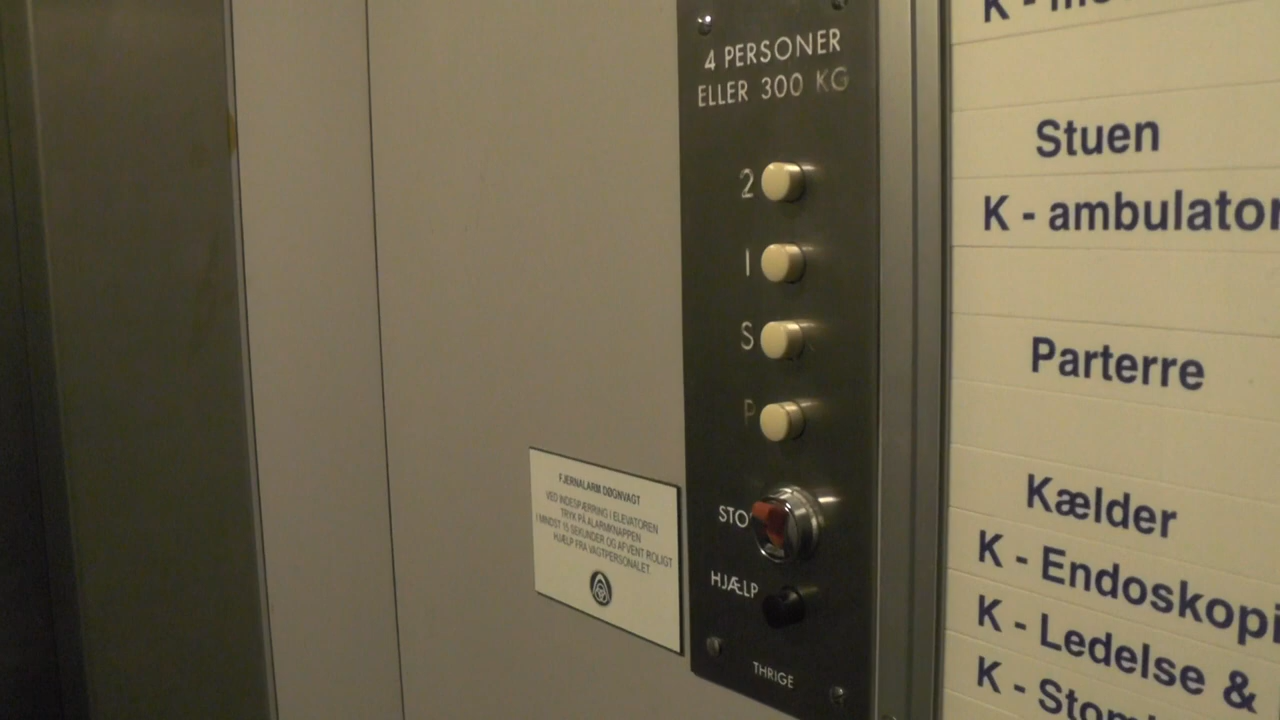 4 PERSONER
ELLER 300 KG
2
1
S
P
STO
HJÆLP
THRIGE
FJERNALARM DØGNVAGT
VED INDESPÆRRING I ELEVATOREN
TRYK PÅ ALARMKNAPPEN
I MINDST 15 SEKUNDER OG AFVENT ROLIGT
HJÆLP FRA VAGTPERSONALET.
K -
Stuen
K - ambulator
Parterre
Kælder
K - Endoskopi
K - Ledelse &
K - Stom